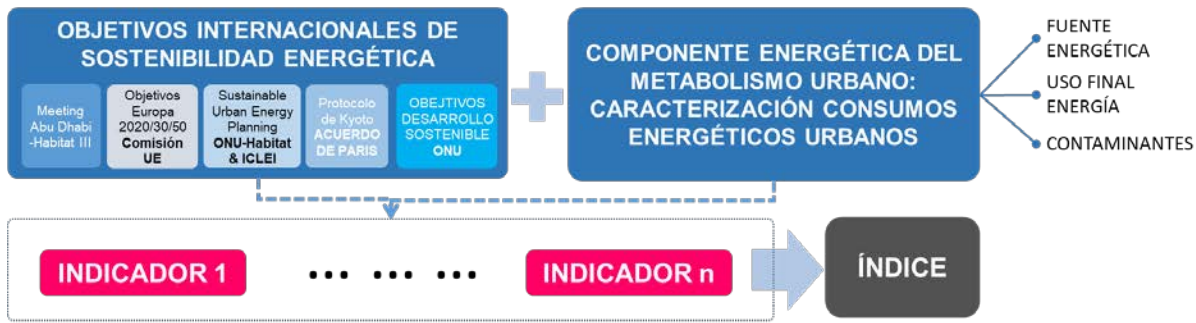 OBJETIVOS INTERNACIONALES DE
SOSTENIBILIDAD ENERGÉTICA
Meeting
Abu Dhabi
-Habitat III
Objetivos
Europa
2020/30/50
Comisión
UE
Sustainable
Urban Energy
Planning
ONU-Habitat
& ICLEI
Protocolo
de Kyoto
ACUERDO
DE PARIS
OBEJTIVOS
DESARROLLO
SOSTENIBLE
ONU
COMPONENTE ENERGÉTICA DEL
METABOLISMO URBANO:
CARACTERIZACIÓN CONSUMOS
ENERGÉTICOS URBANOS
FUENTE
ENERGÉTICA
USO FINAL
ENERGÍA
CONTAMINANTES
INDICADOR 1
... ... ...
INDICADOR n
ÍNDICE